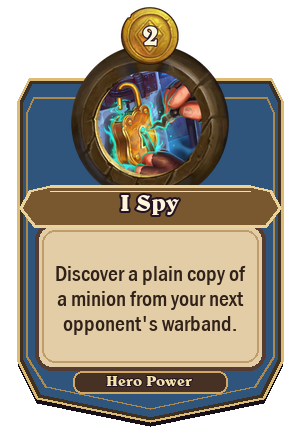 2
I Spy
Discover a plain copy of
a minion from your next
opponent's warband.
Hero Power